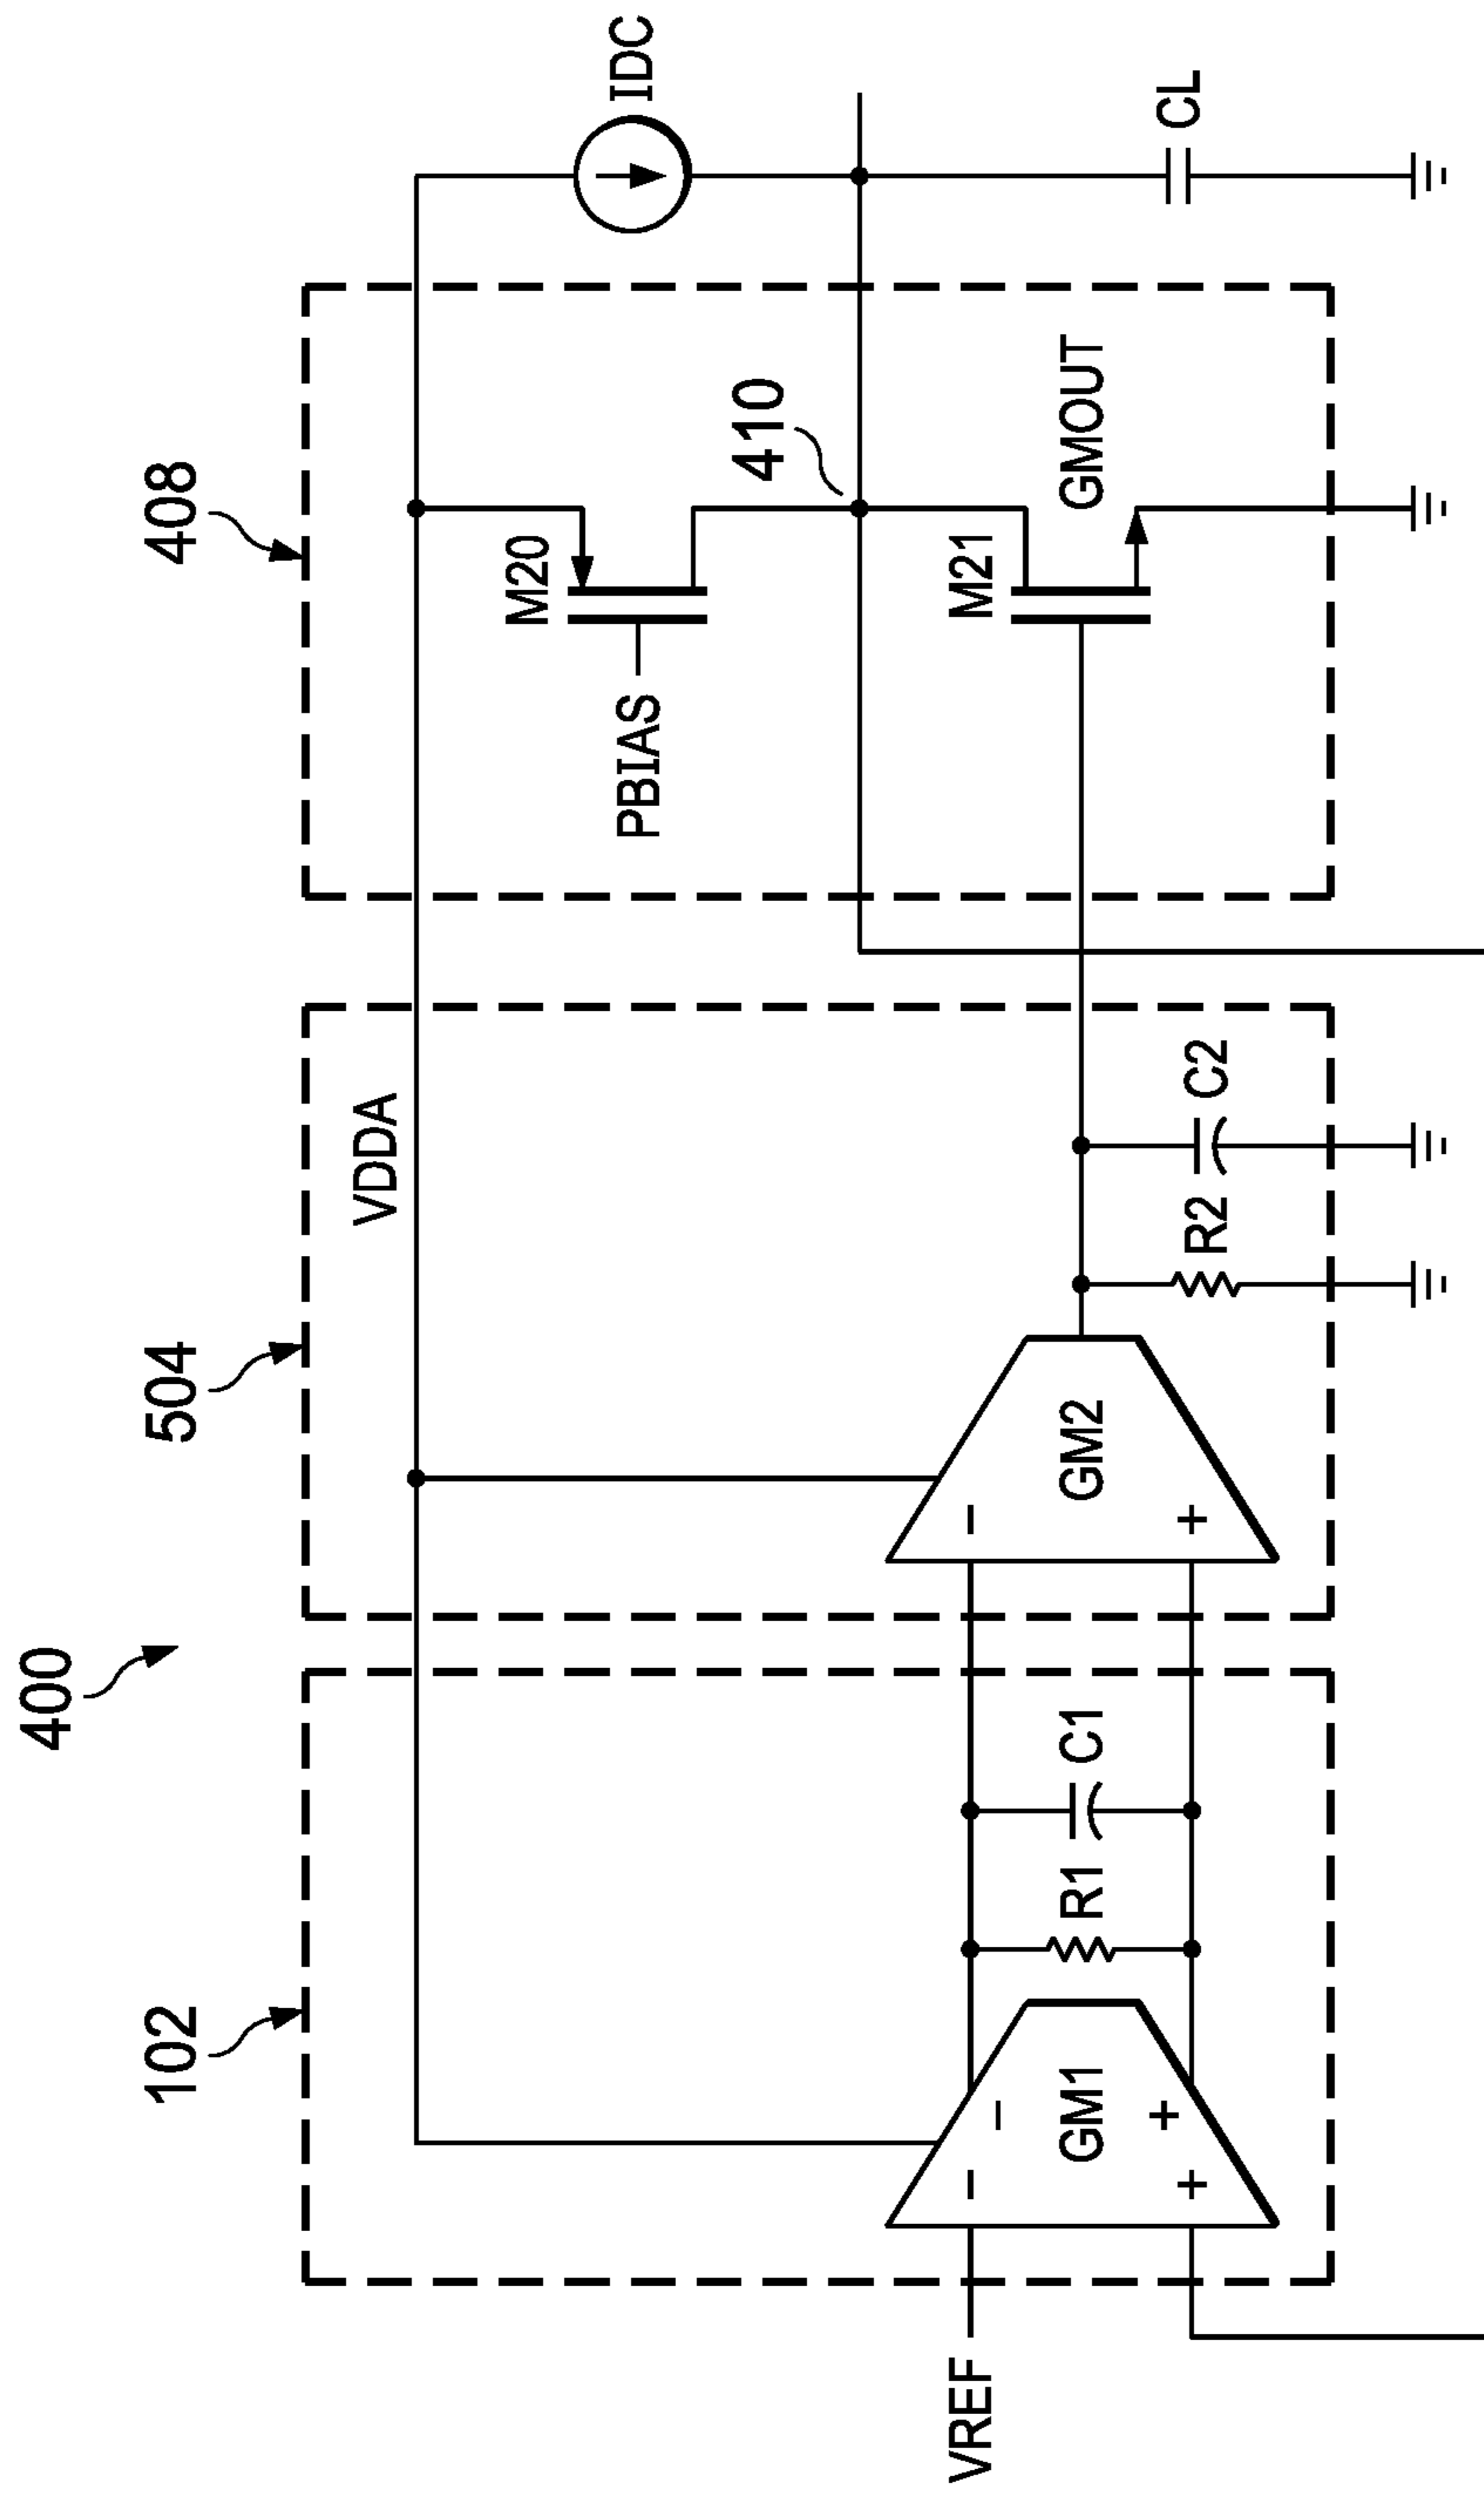 400
102
504
408
VDDA
IDC
M20
PBIAS
410
M21
GMOUT
CL
VREF
GM1
R1
C1
GM2
R2
C2
- - + +
- +